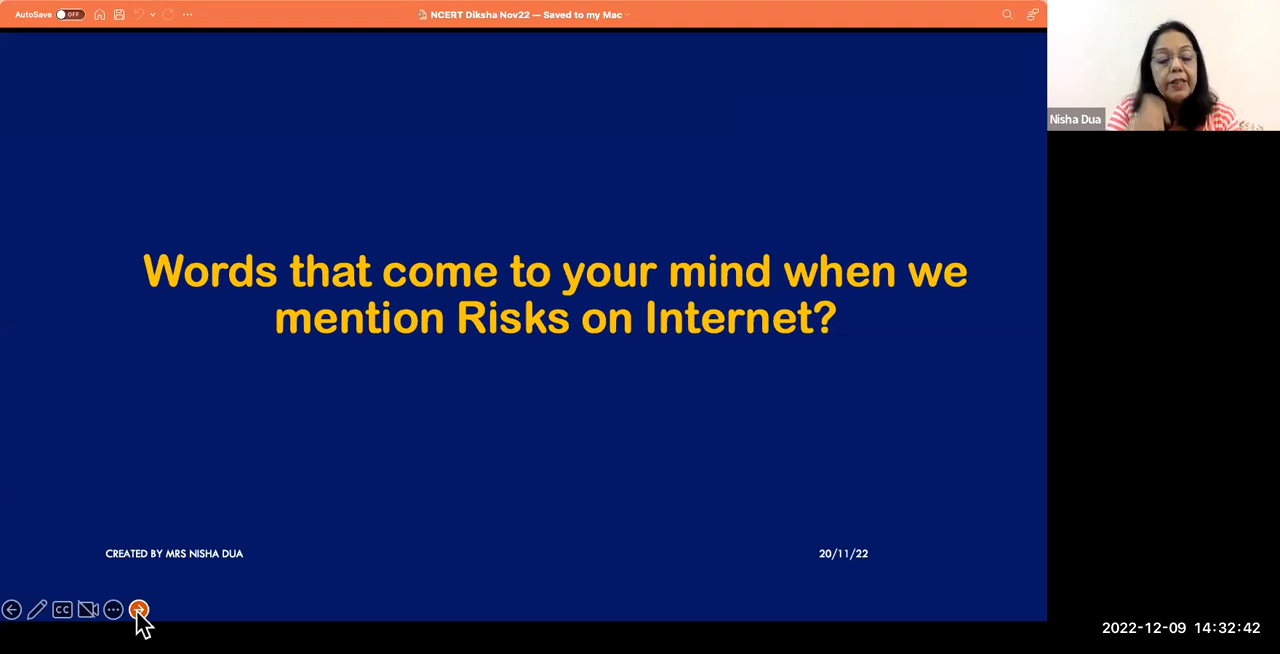 AutoSave OFF
NCERT Diksha Nov22 — Saved to my Mac
Nisha Dua
Words that come to your mind when we
mention Risks on Internet?
CREATED BY MRS NISHA DUA
20/11/22
CC
2022-12-09 14:32:42